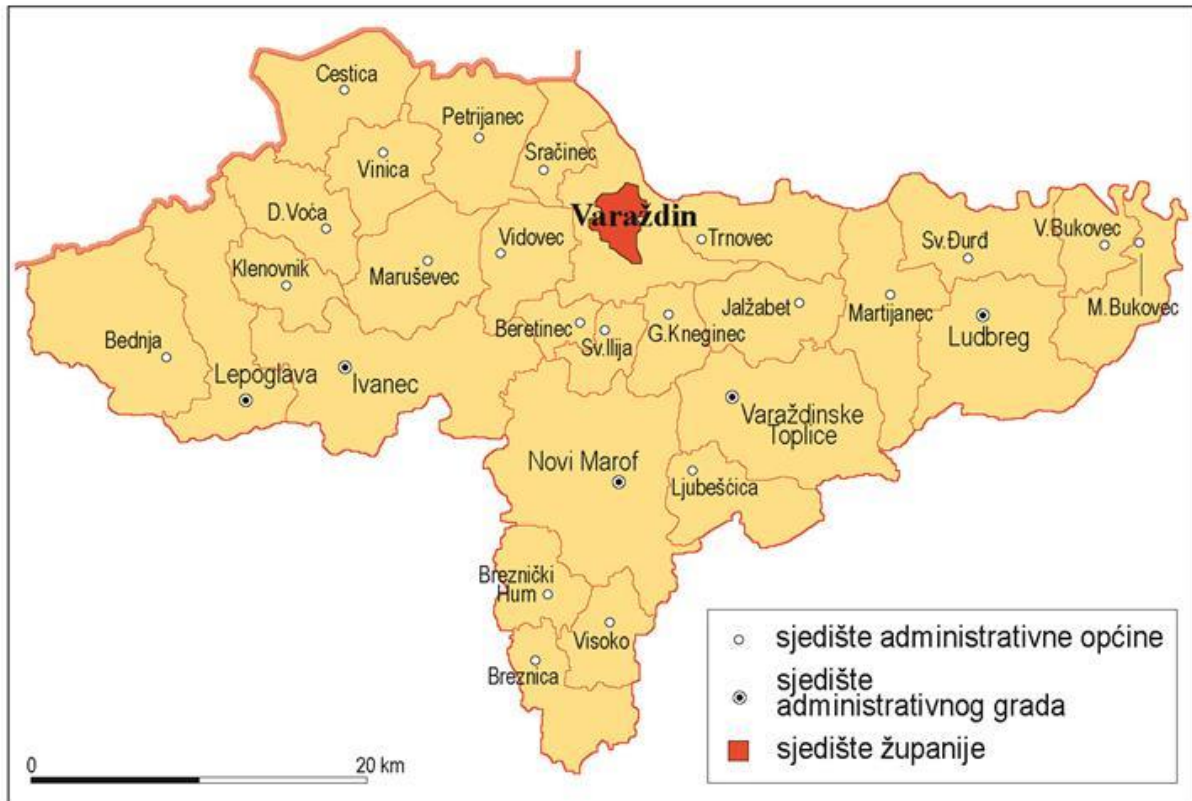 Cestica
Petrijanec
Sračinec
Vinica
Varaždin
D.Voća
Vidovec
Trnovec
Sv.Đurđ
V.Bukovec
Klenovnik
Maruševec
M.Bukovec
Jalžabet
Martijanec
Beretinec
Sv.Ilija
G.Kneginec
Ludbreg
Bednja
Lepoglava
Ivanec
Varaždinske
Toplice
Novi Marof
Ljubešćica
Breznički
Hum
Visoko
Breznica
sjedište administrativne općine
sjedište
administrativnog grada
sjedište županije
0 20 km